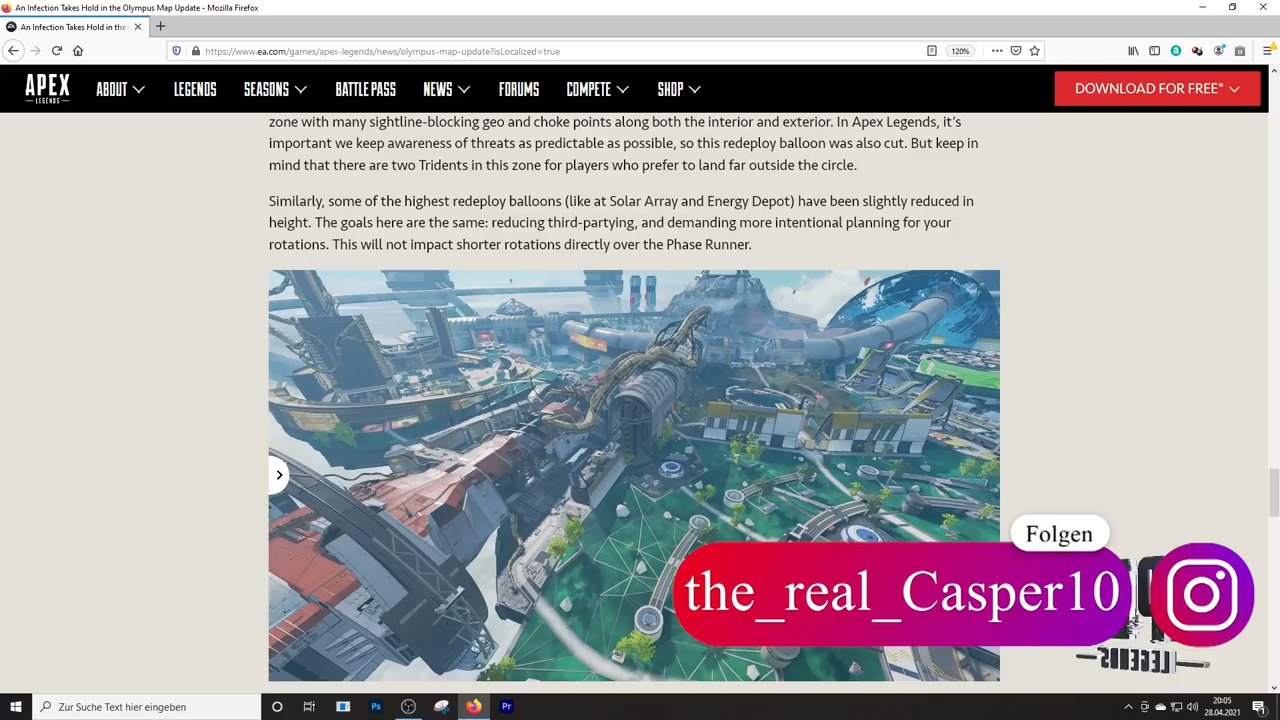 An Infection Takes Hold in the Olympus Map Update - Mozilla Firefox
An Infection Takes Hold in the
https://www.ea.com/games/apex-legends/news/olympus-map-update?isLocalized=true
120%
APEX
LEGENDS
ABOUT
LEGENDS
SEASONS
BATTLE PASS
NEWS
FORUMS
COMPETE
SHOP
DOWNLOAD FOR FREE*
zone with many sightline-blocking geo and choke points along both the interior and exterior. In Apex Legends, it's
important we keep awareness of threats as predictable as possible, so this redeploy balloon was also cut. But keep in
mind that there are two Tridents in this zone for players who prefer to land far outside the circle.
Similarly, some of the highest redeploy balloons (like at Solar Array and Energy Depot) have been slightly reduced in
height. The goals here are the same: reducing third-partying, and demanding more intentional planning for your
rotations. This will not impact shorter rotations directly over the Phase Runner.
Folgen
the_real_Casper10
LEGENDS
Zur Suche Text hier eingeben
Ps
Pr
20:05
28.04.2021
1